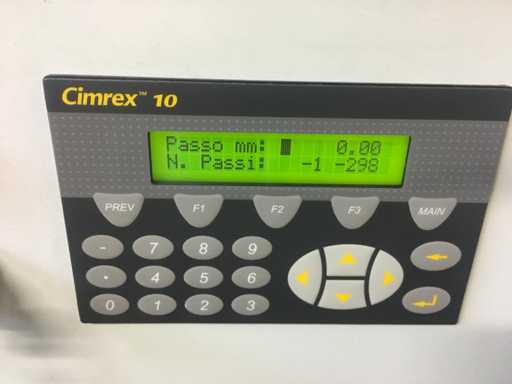 Cimrex™ 10
Passo mm: 0.00
N. Passi: -1 -298
PREV F1 F2 F3 MAIN
- 7 8 9
. 4 5 6
0 1 2 3